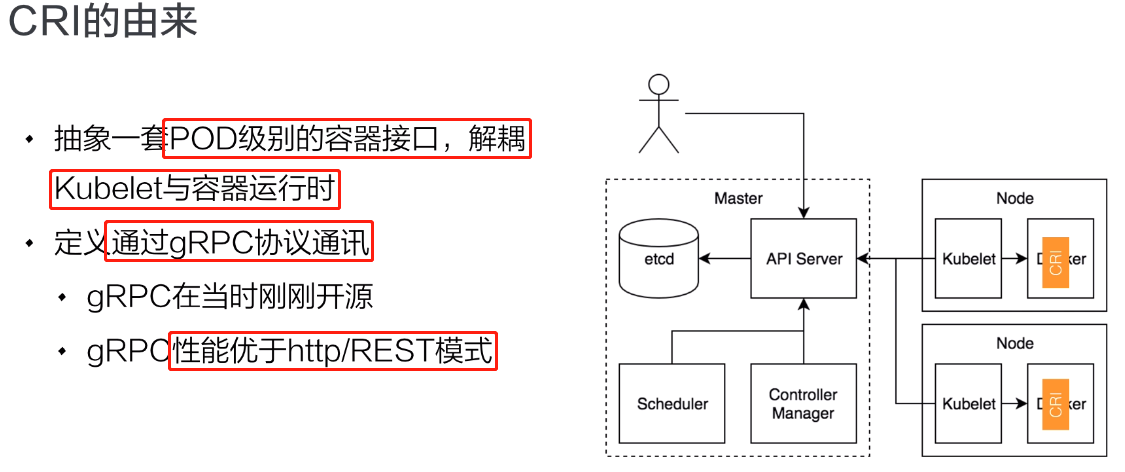 CRI的由来
抽象一套POD级别的容器接口，解耦
Kubelet与容器运行时
定义通过gRPC协议通讯
gRPC在当时刚刚开源
gRPC性能优于http/REST模式
Master
etcd
API Server
Scheduler
Controller
Manager
Node
Kubelet
CRI
Node
Kubelet
CRI